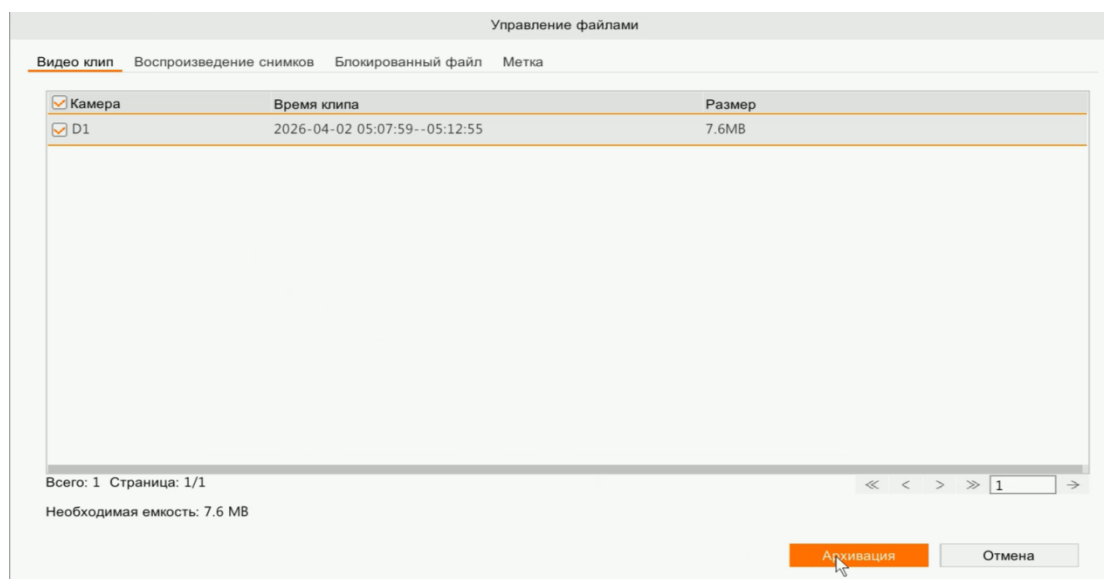 Управление файлами
Видео клип Воспроизведение снимков Блокированный файл Метка
Камера Время клипа Размер
D1 2026-04-02 05:07:59--05:12:55 7.6MB
Всего: 1 Страница: 1/1
1
Необходимая емкость: 7.6 MB
Архивация Отмена